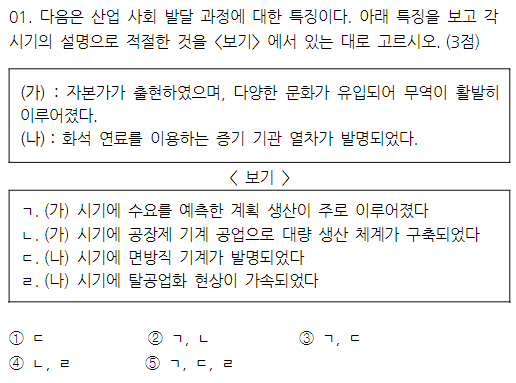 01. 다음은 산업 사회 발달 과정에 대한 특징이다. 아래 특징을 보고 각
시기의 설명으로 적절한 것을 <보기> 에서 있는 대로 고르시오. (3점)
(가) : 자본가가 출현하였으며, 다양한 문화가 유입되어 무역이 활발히
이루어졌다.
(나) : 화석 연료를 이용하는 증기 기관 열차가 발명되었다.
< 보기 >
ㄱ. (가) 시기에 수요를 예측한 계획 생산이 주로 이루어졌다
ㄴ. (가) 시기에 공장제 기계 공업으로 대량 생산 체계가 구축되었다
ㄷ. (나) 시기에 면방직 기계가 발명되었다
ㄹ. (나) 시기에 탈공업화 현상이 가속되었다
① ㄷ ② ㄱ, ㄴ ③ ㄱ, ㄷ
④ ㄴ, ㄹ ⑤ ㄱ, ㄷ, ㄹ